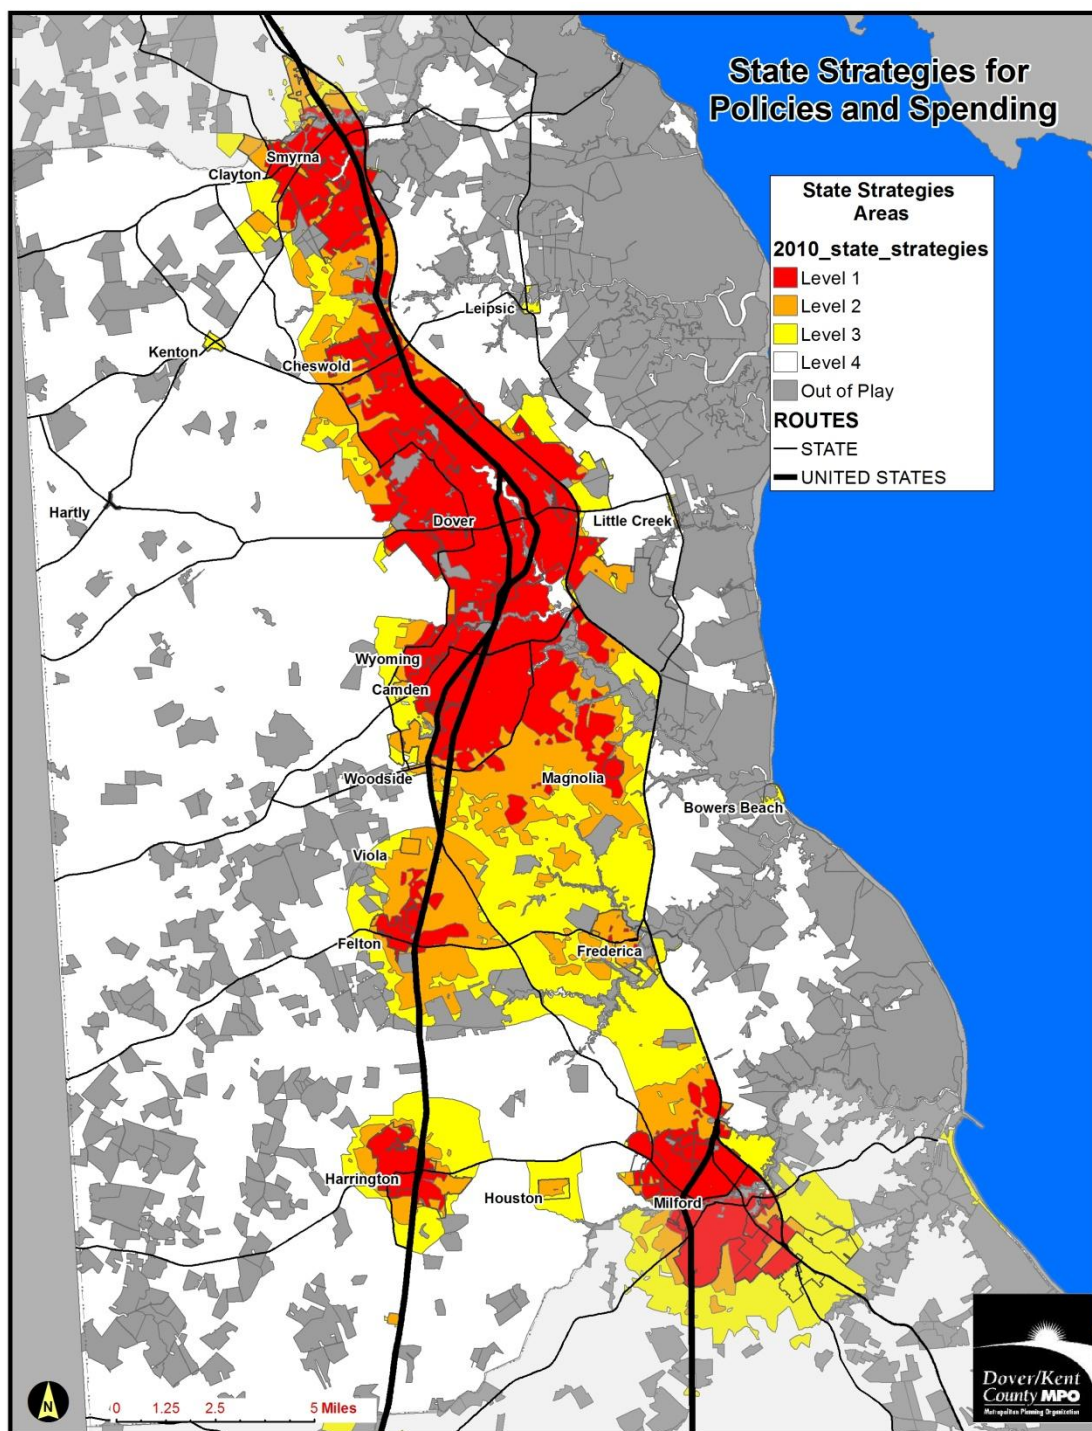 State Strategies for
Policies and Spending
State Strategies
Areas
2010_state_strategies
Level 1
Level 2
Level 3
Level 4
Out of Play
ROUTES
STATE
UNITED STATES
Smyrna
Clayton
Leipsic
Kenton
Cheswold
Hartly
Dover
Little Creek
Wyoming
Camden
Woodside
Magnolia
Bowers Beach
Viola
Felton
Frederica
Harrington
Houston
Milford
N
0 1.25 2.5 5 Miles
Dover/Kent
County MPO
Metropolitan Planning Organization